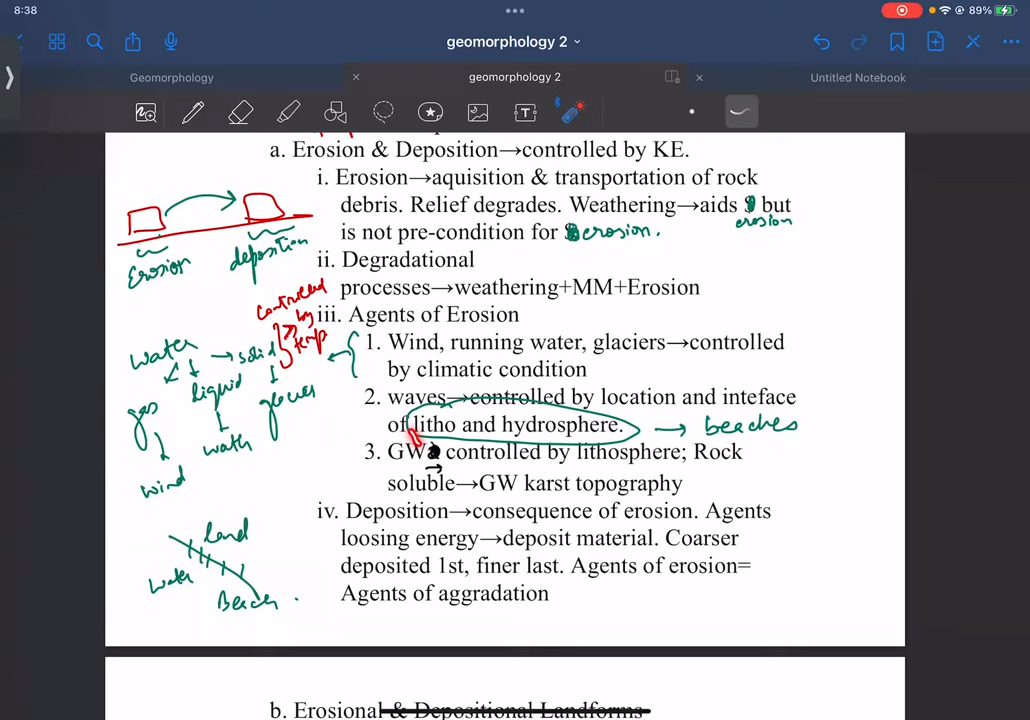 8:38
89%
geomorphology 2
Geomorphology
geomorphology 2
Untitled Notebook
a. Erosion & Deposition→controlled by KE.
i. Erosion→aquisition & transportation of rock
debris. Relief degrades. Weathering→aids but
erosion
is not pre-condition for erosion.
Erosion
deposition
ii. Degradational
processes→weathering+MM+Erosion
controlled
by
temp
iii. Agents of Erosion
water → solid
gas liquid glaciers
wind water
1. Wind, running water, glaciers→controlled
by climatic condition
2. waves→controlled by location and inteface
of litho and hydrosphere. → beaches
3. GW controlled by lithosphere; Rock
→
soluble→GW karst topography
iv. Deposition→consequence of erosion. Agents
loosing energy→deposit material. Coarser
deposited 1st, finer last. Agents of erosion=
Agents of aggradation
land
water
Beach.
b. Erosional & Depositional Landforms